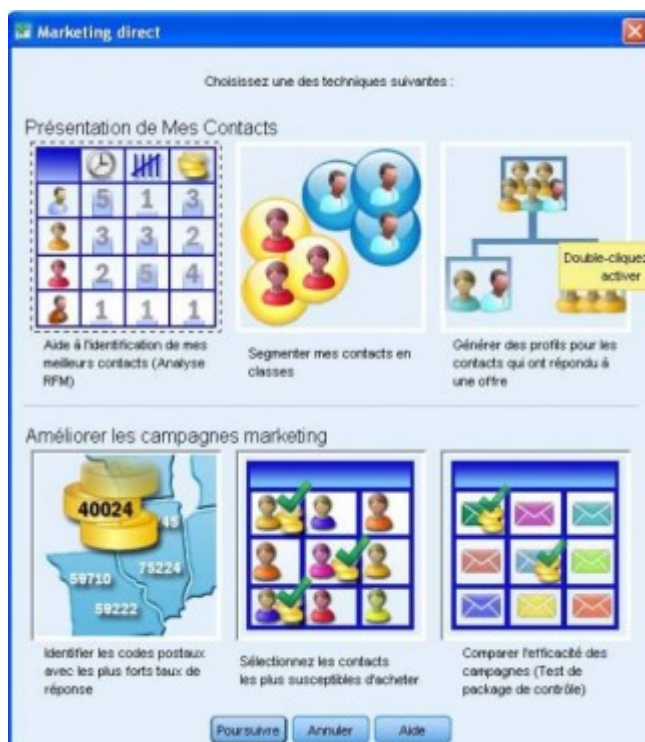 Marketing direct
Choisissez une des techniques suivantes :
Présentation de Mes Contacts
5 1 3
3 3 2
2 5 4
1 1 1
Double-cliquez
activer
Aide à l'identification de mes
meilleurs contacts (Analyse
RFM)
Segmenter mes contacts en
classes
Générer des profils pour les
contacts qui ont répondu à
une offre
Améliorer les campagnes marketing
40024
45
59710
75224
59222
Identifier les codes postaux
avec les plus forts taux de
réponse
Sélectionnez les contacts
les plus susceptibles d'acheter
Comparer l'efficacité des
campagnes (Test de
package de contrôle)
Poursuivre Annuler Aide